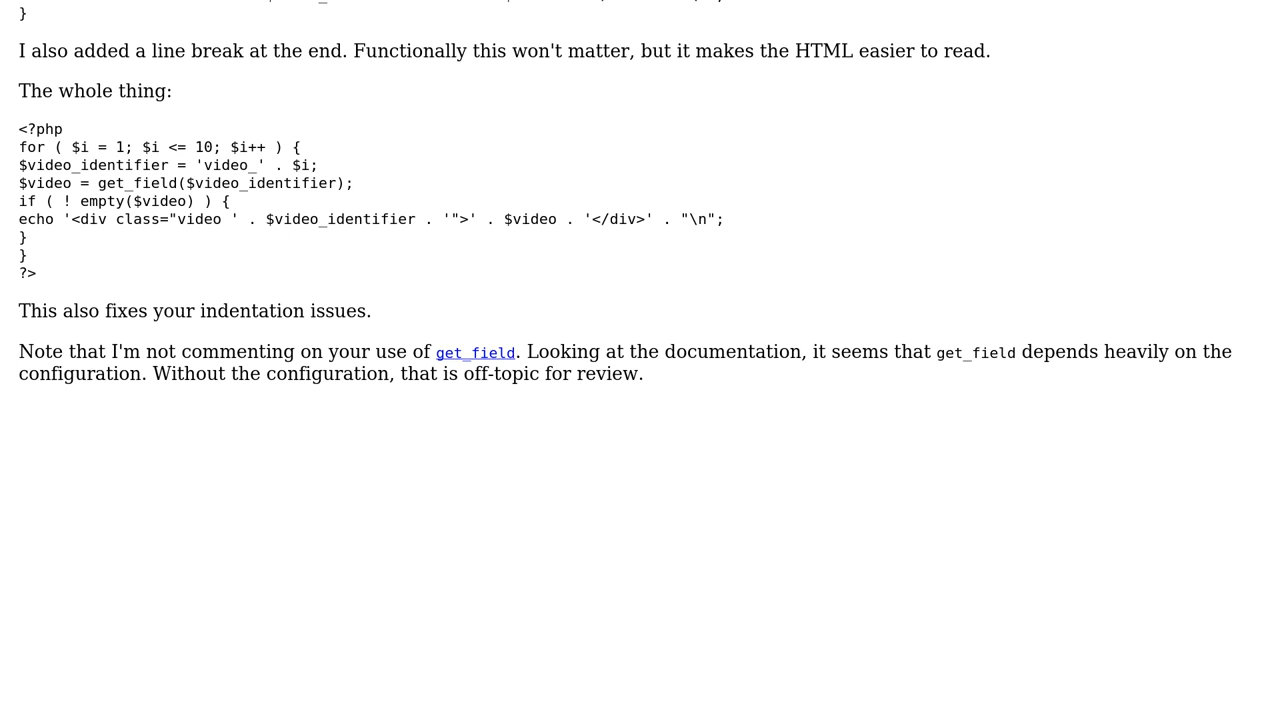 }
I also added a line break at the end. Functionally this won't matter, but it makes the HTML easier to read.
The whole thing:
<?php
for ( $i = 1; $i <= 10; $i++ ) {
$video_identifier = 'video_' . $i;
$video = get_field($video_identifier);
if ( ! empty($video) ) {
echo '<div class="video ' . $video_identifier . '">' . $video . '</div>' . "\n";
}
}
?>
This also fixes your indentation issues.
Note that I'm not commenting on your use of get_field. Looking at the documentation, it seems that get_field depends heavily on the
configuration. Without the configuration, that is off-topic for review.